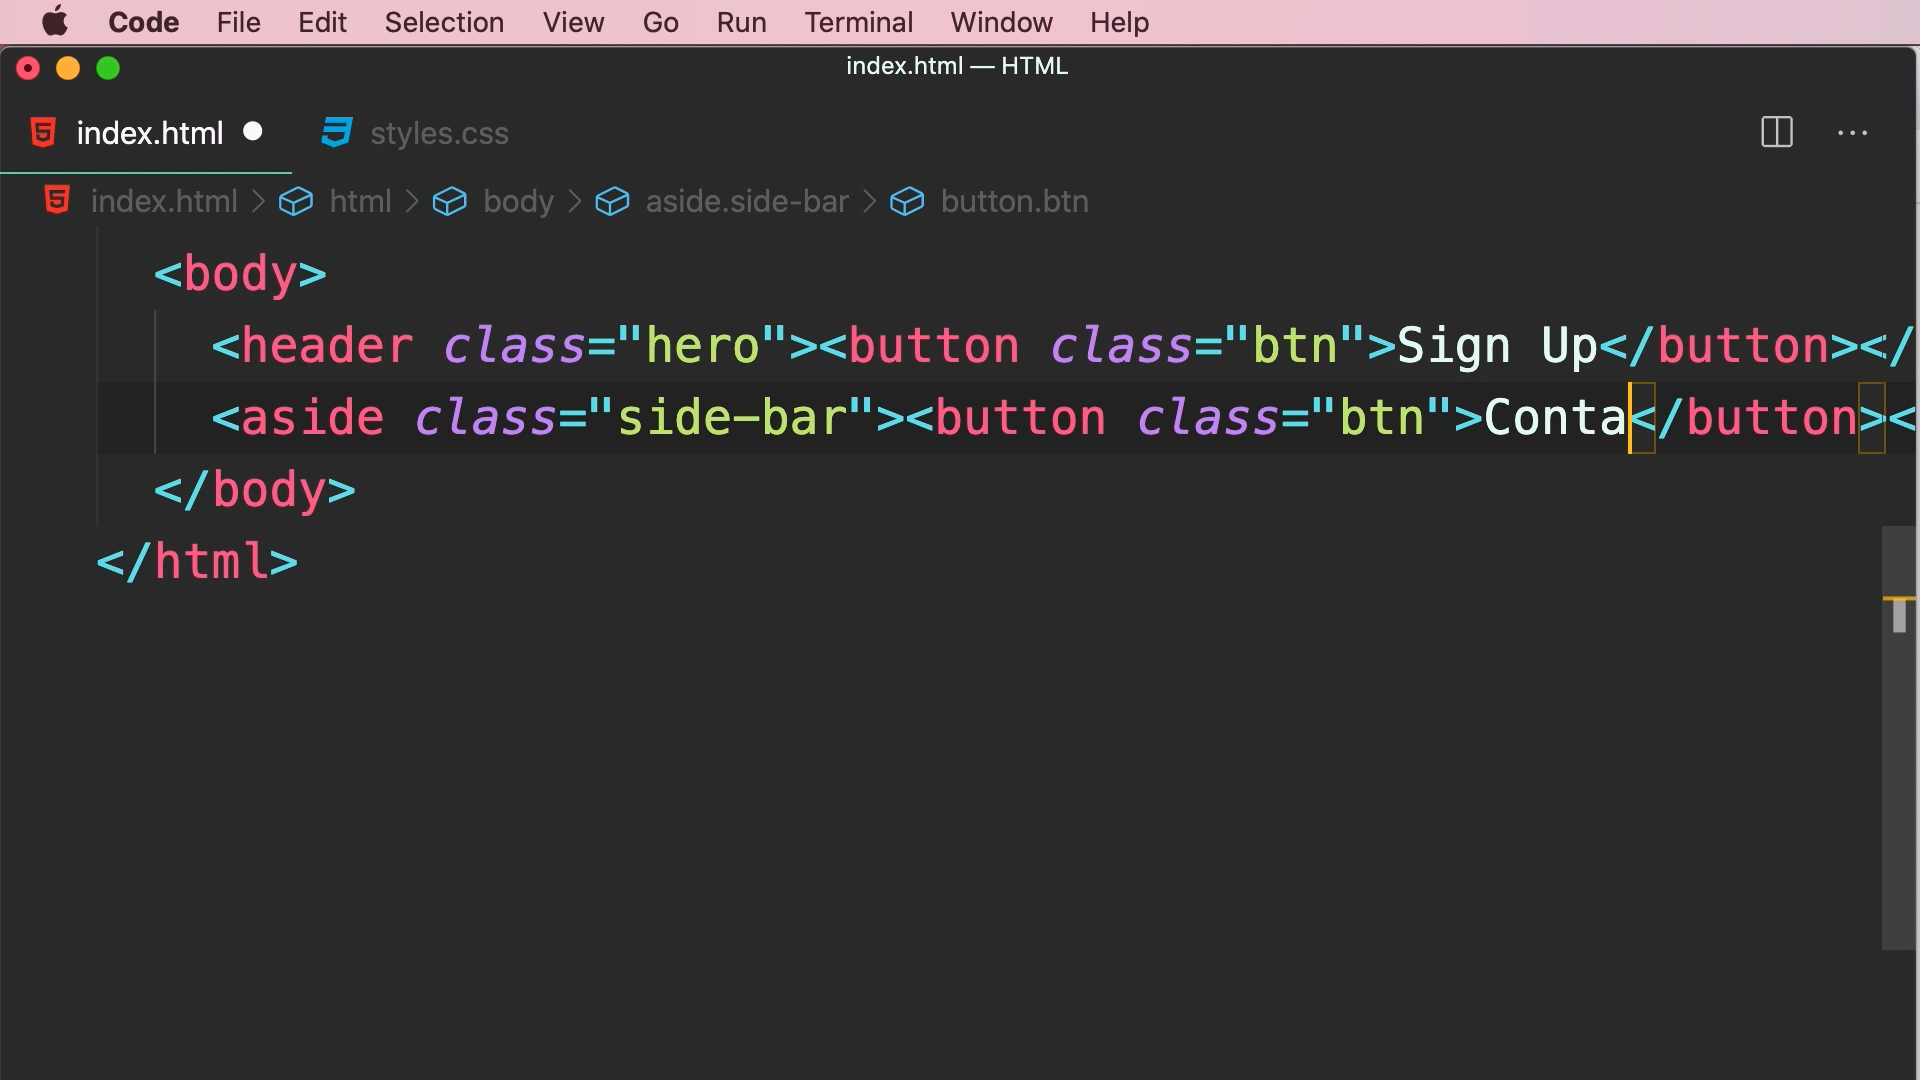 Code File Edit Selection View Go Run Terminal Window Help
index.html — HTML
index.html styles.css
index.html > html > body > aside.side-bar > button.btn
<body>
<header class="hero"><button class="btn">Sign Up</button></
<aside class="side-bar"><button class="btn">Conta</button><
</body>
</html>